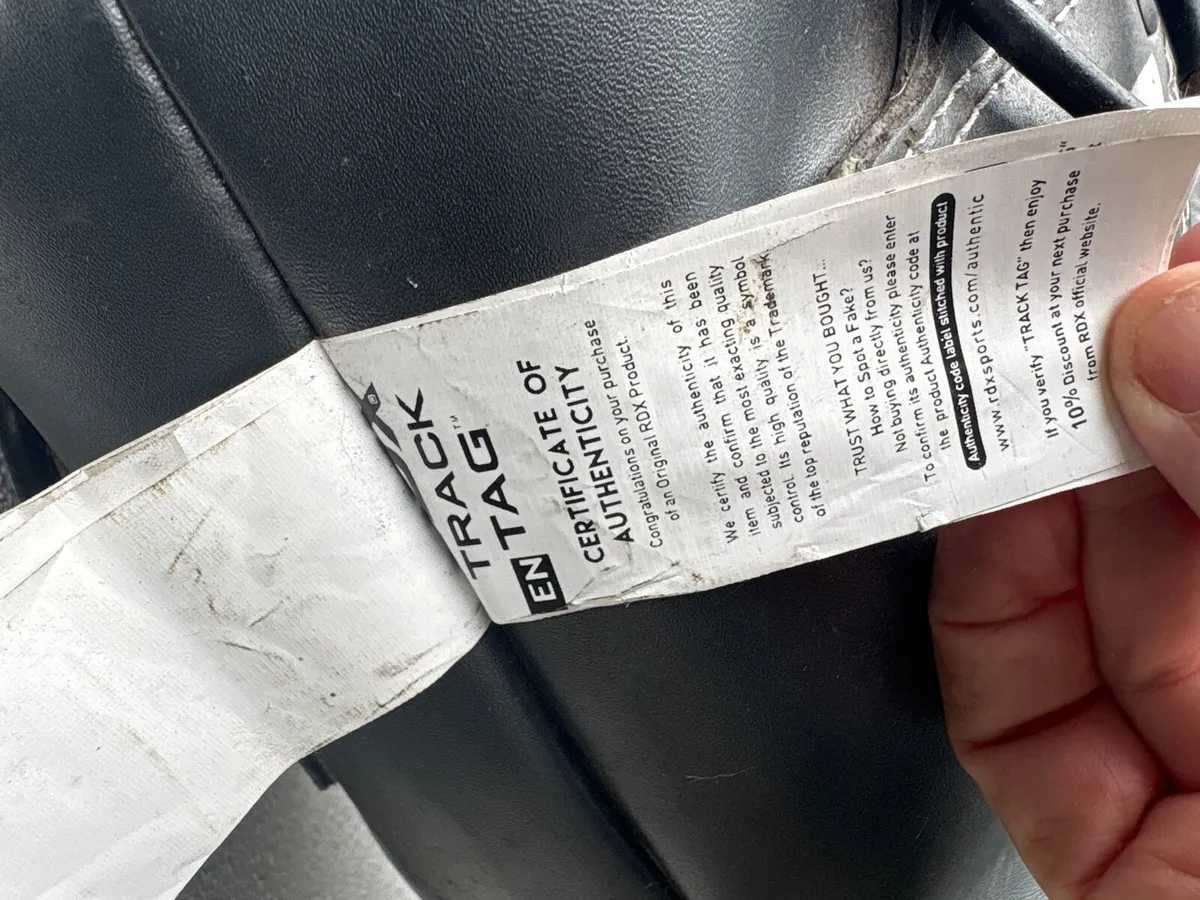 TRACK
TAG™
EN
CERTIFICATE OF
AUTHENTICITY
Congratulations on your purchase
of an Original RDX Product.
We certify the authenticity of this
item and confirm that it has been
subjected to the most exacting quality
control. Its high quality is a symbol
of the top reputation of the Trademark
TRUST WHAT YOU BOUGHT...
How to Spot a Fake?
Not buying directly from us?
To confirm its authenticity please enter
the product Authenticity code at
Authenticity code label stitched with product
www.rdxsports.com/authentic
If you verify "TRACK TAG" then enjoy
10% Discount at your next purchase
from RDX official website.